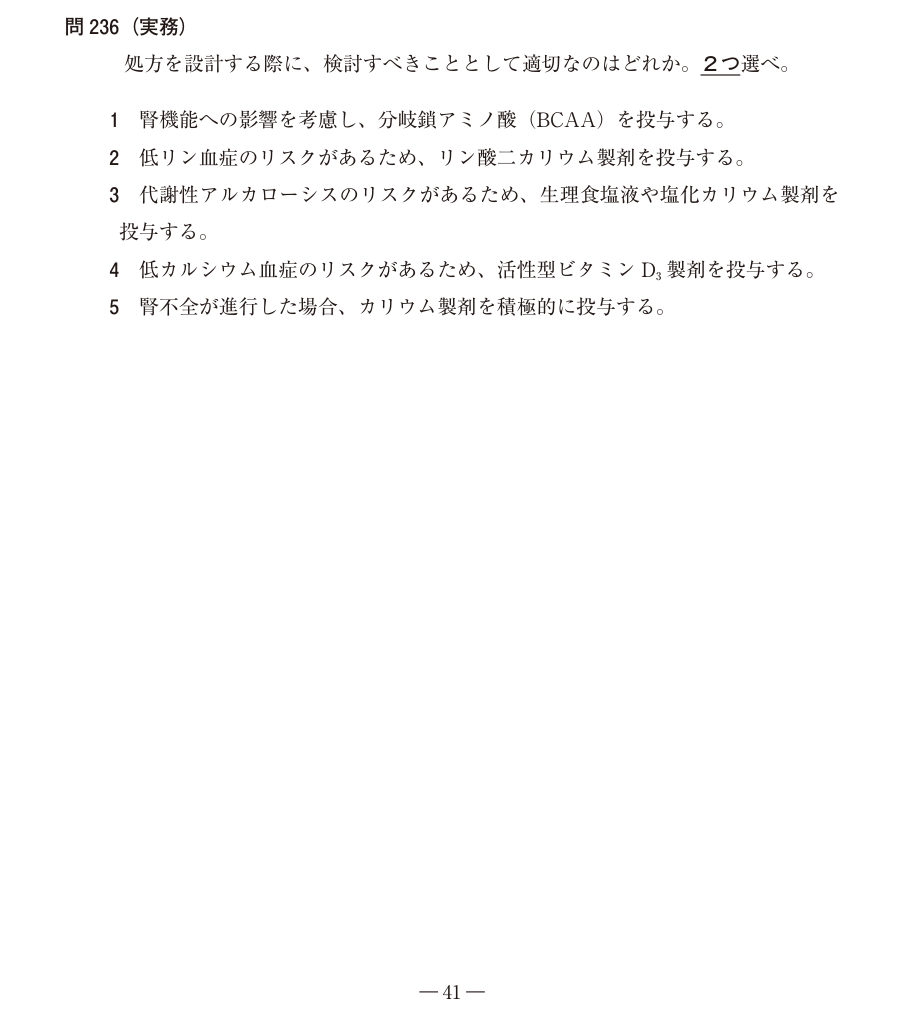 問 236（実務）
処方を設計する際に、検討すべきこととして適切なのはどれか。２つ選べ。
1　腎機能への影響を考慮し、分岐鎖アミノ酸（BCAA）を投与する。
2　低リン血症のリスクがあるため、リン酸二カリウム製剤を投与する。
3　代謝性アルカローシスのリスクがあるため、生理食塩液や塩化カリウム製剤を
投与する。
4　低カルシウム血症のリスクがあるため、活性型ビタミン D₃ 製剤を投与する。
5　腎不全が進行した場合、カリウム製剤を積極的に投与する。
— 41 —